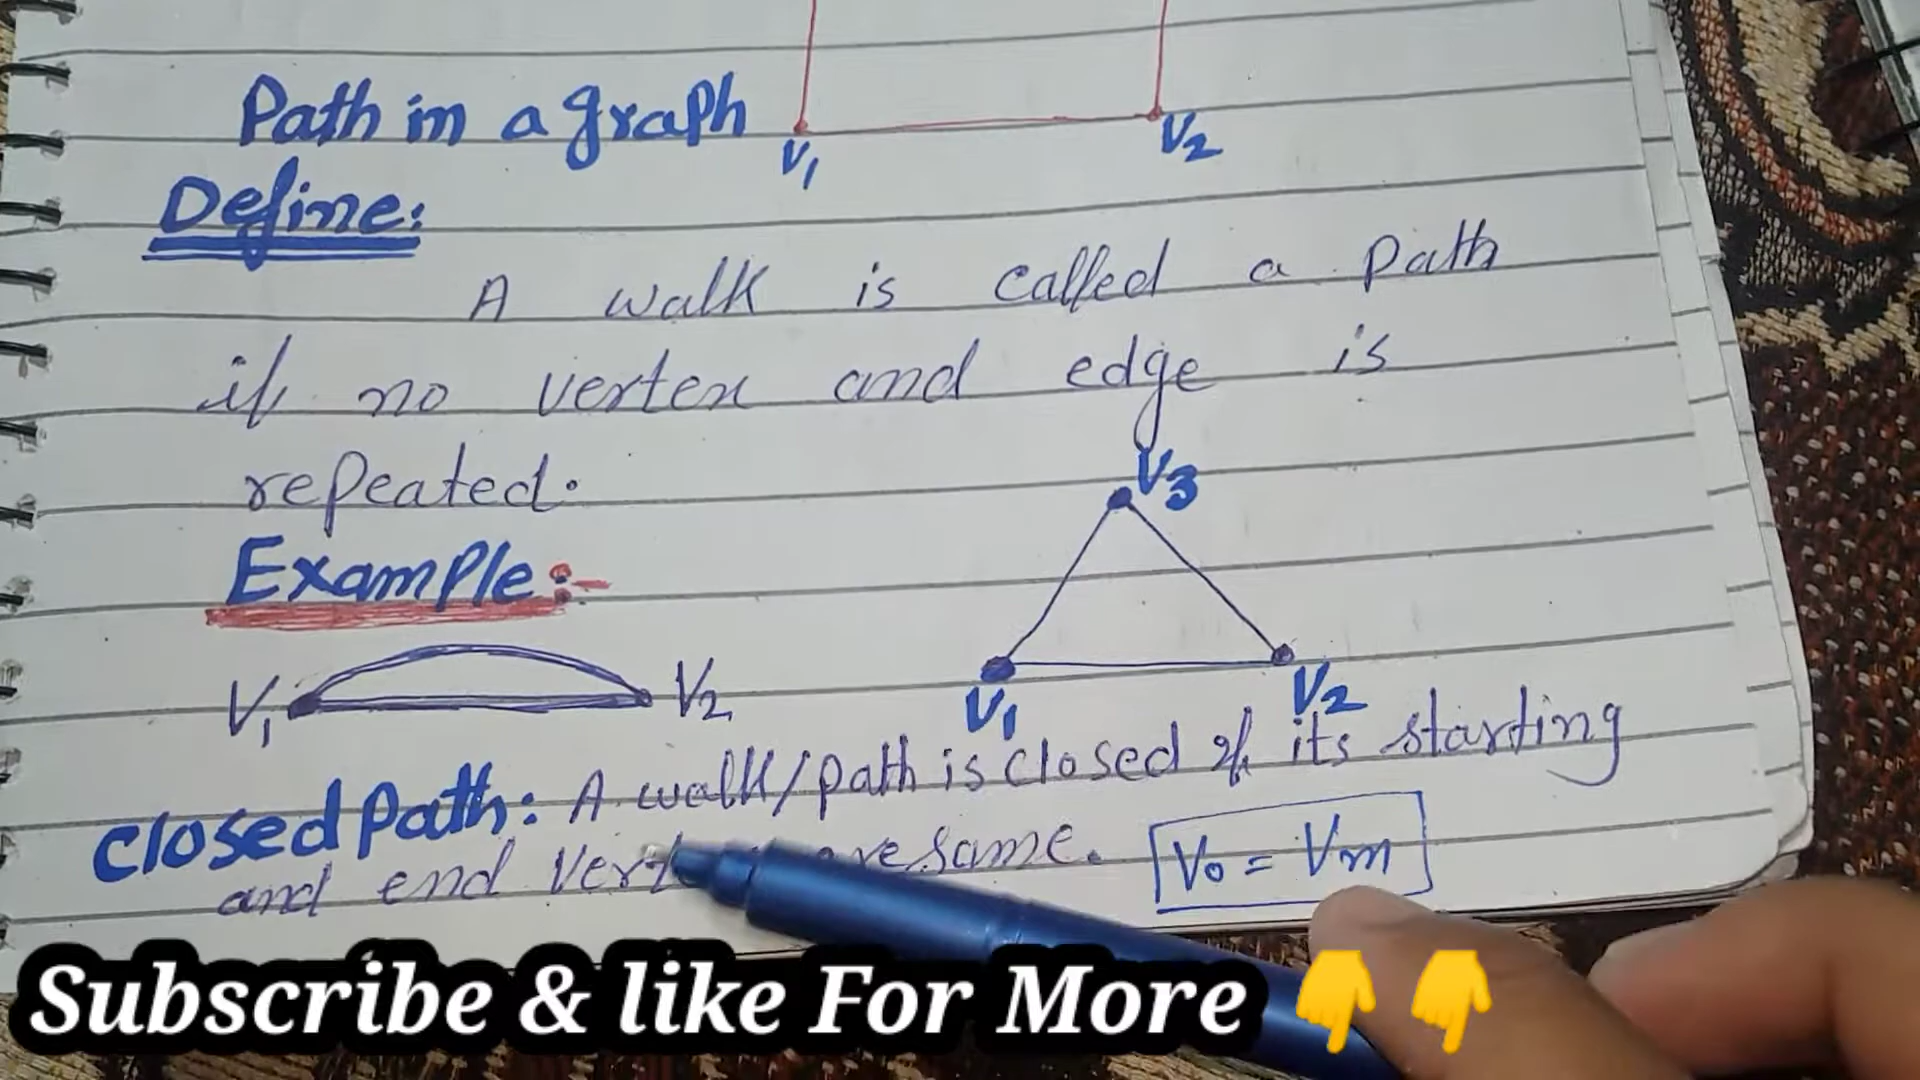 Path in a graph
V1
V2
Define:
A walk is called a path
if no vertex and edge is
repeated.
Example:-
V3
V1
V2
V1
V2
Closed Path: A walk/path is closed if its starting
and end are same. V0 = Vm
Subscribe & like For More 👇👇